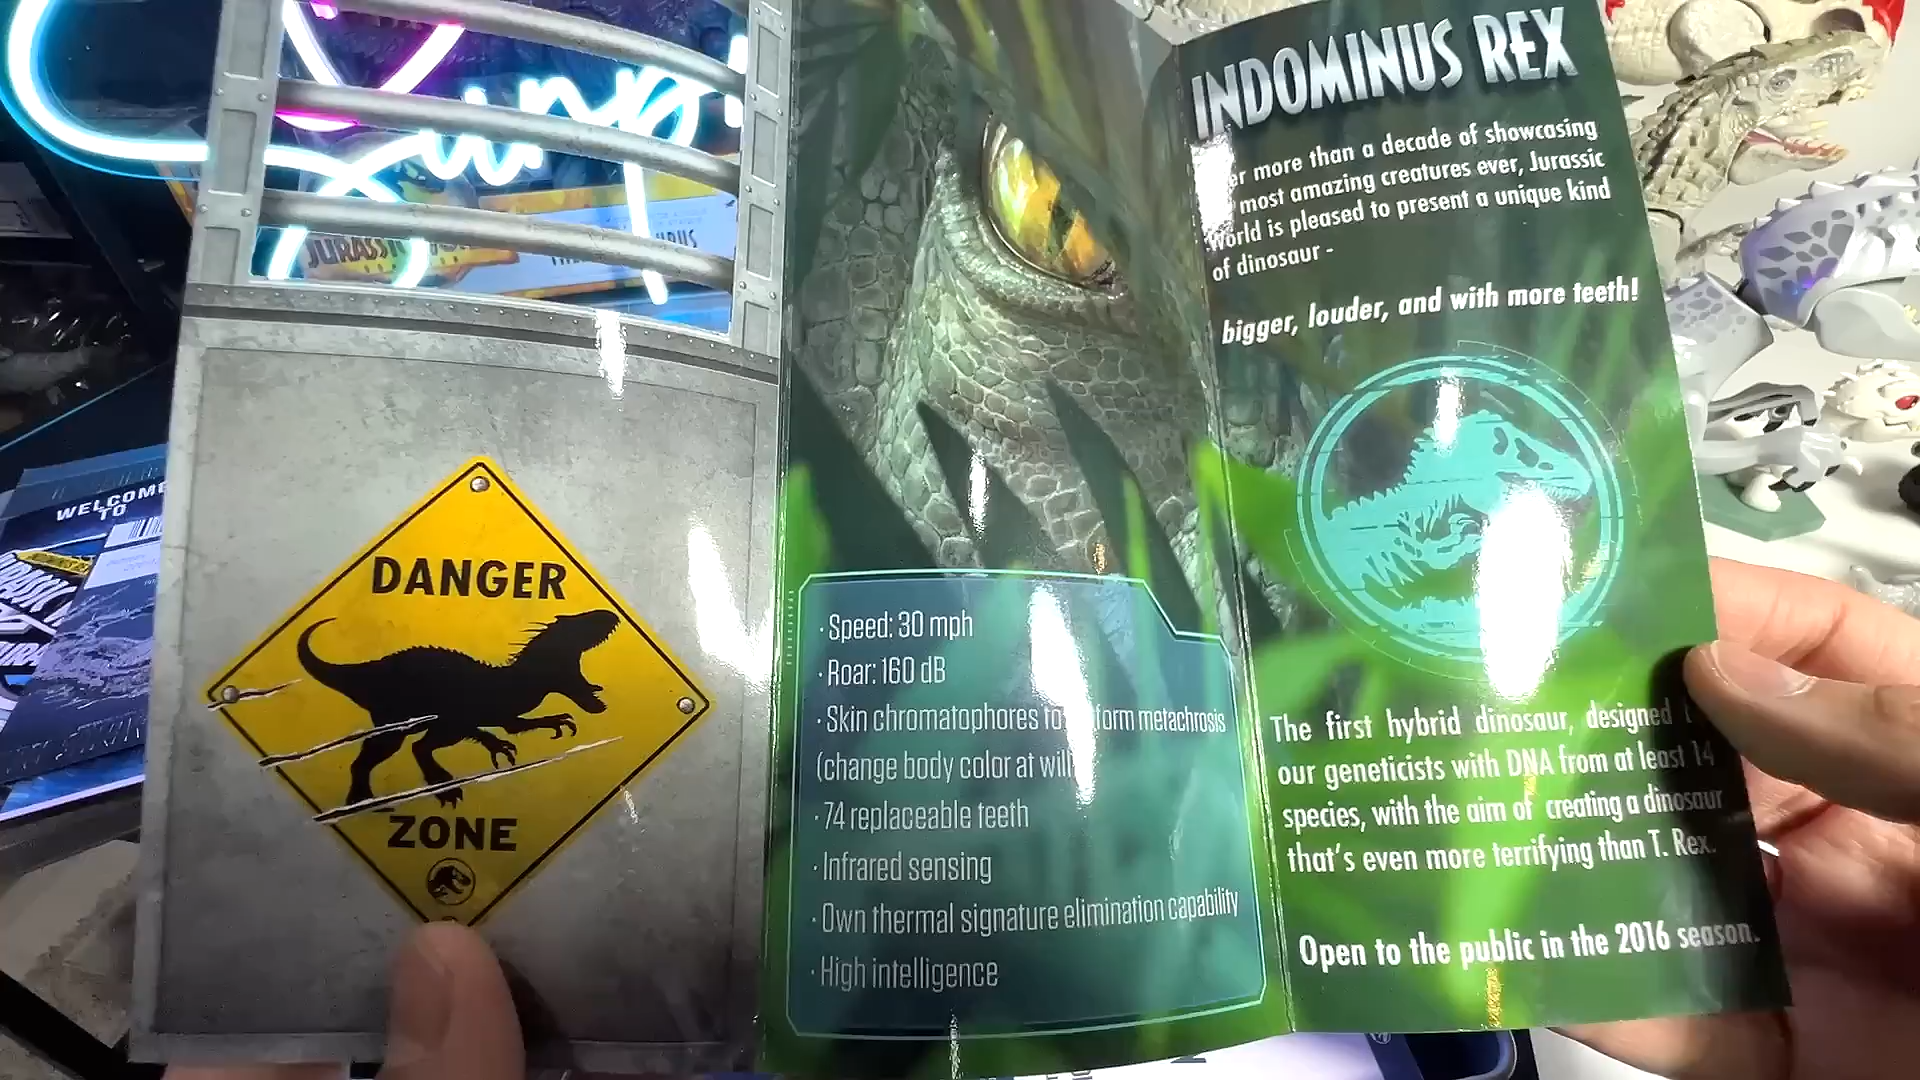 WELCOME
TO
JURASSIC
DANGER
ZONE
· Speed: 30 mph
· Roar: 160 dB
· Skin chromatophores to form metachrosis
(change body color at will
· 74 replaceable teeth
· Infrared sensing
· Own thermal signature elimination capability
· High intelligence
INDOMINUS REX
more than a decade of showcasing
most amazing creatures ever, Jurassic
World is pleased to present a unique kind
of dinosaur -
bigger, louder, and with more teeth!
The first hybrid dinosaur, designed
our geneticists with DNA from at least 14
species, with the aim of creating a dinosaur
that's even more terrifying than T. Rex.
Open to the public in the 2016 season.